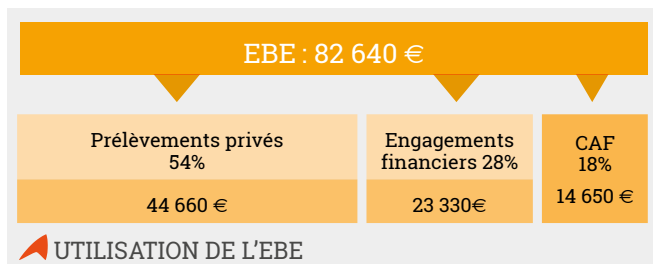 EBE : 82 640 €
Prélèvements privés
54%
44 660 €
Engagements
financiers 28%
23 330€
CAF
18%
14 650 €
UTILISATION DE L'EBE